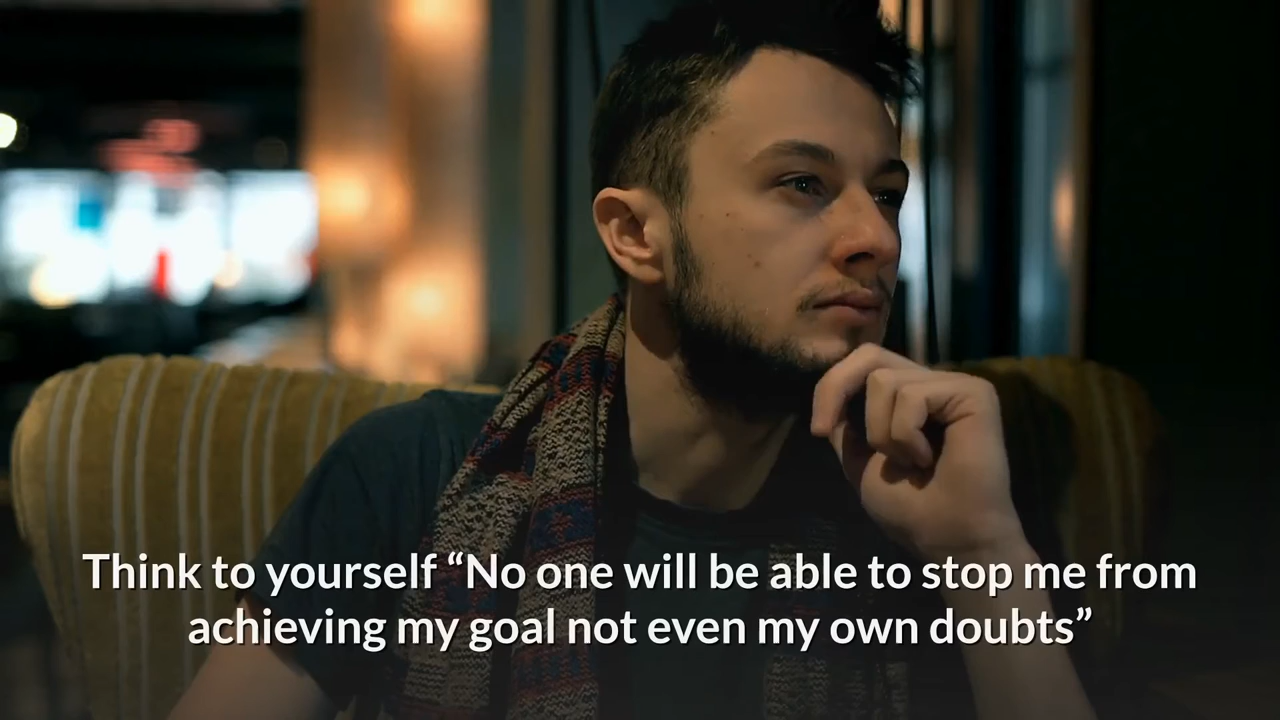 Think to yourself “No one will be able to stop me from
achieving my goal not even my own doubts”